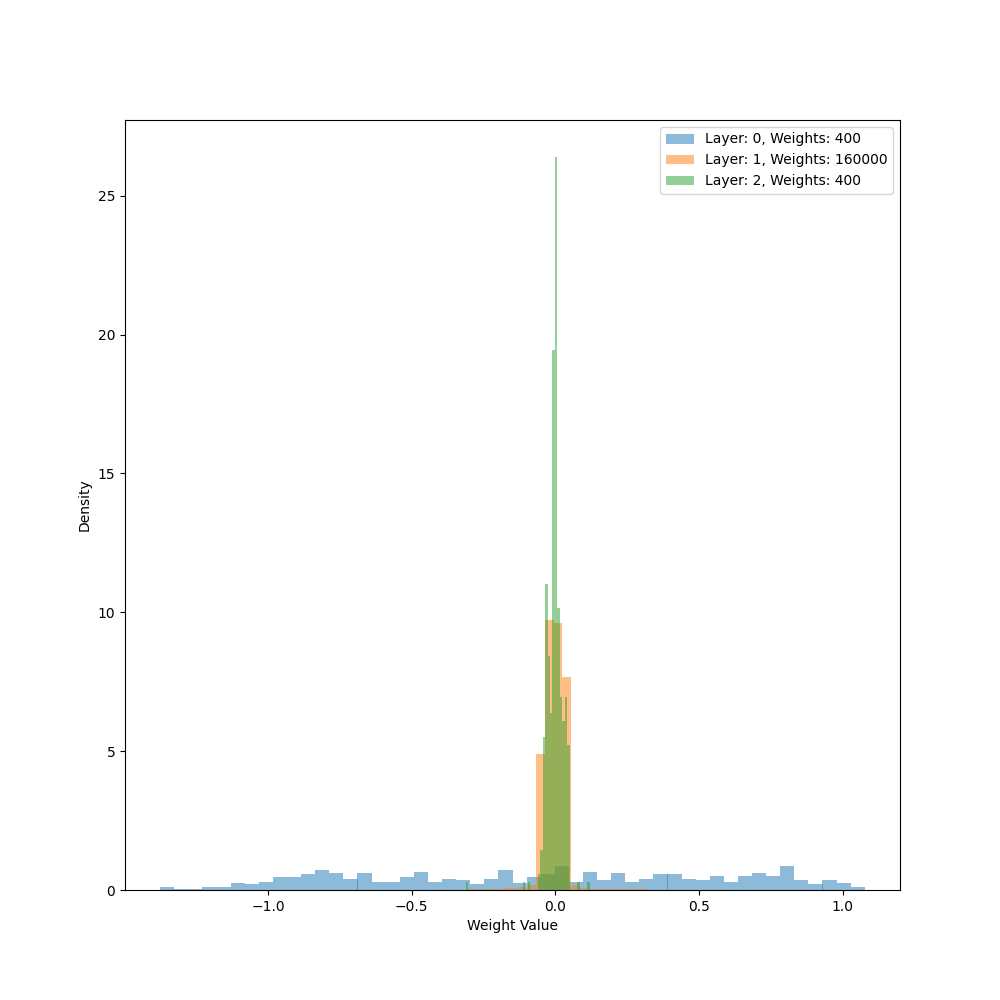 Layer: 0, Weights: 400
Layer: 1, Weights: 160000
Layer: 2, Weights: 400
25
20
15
10
5
0
−1.0 −0.5 0.0 0.5 1.0
Weight Value
Density